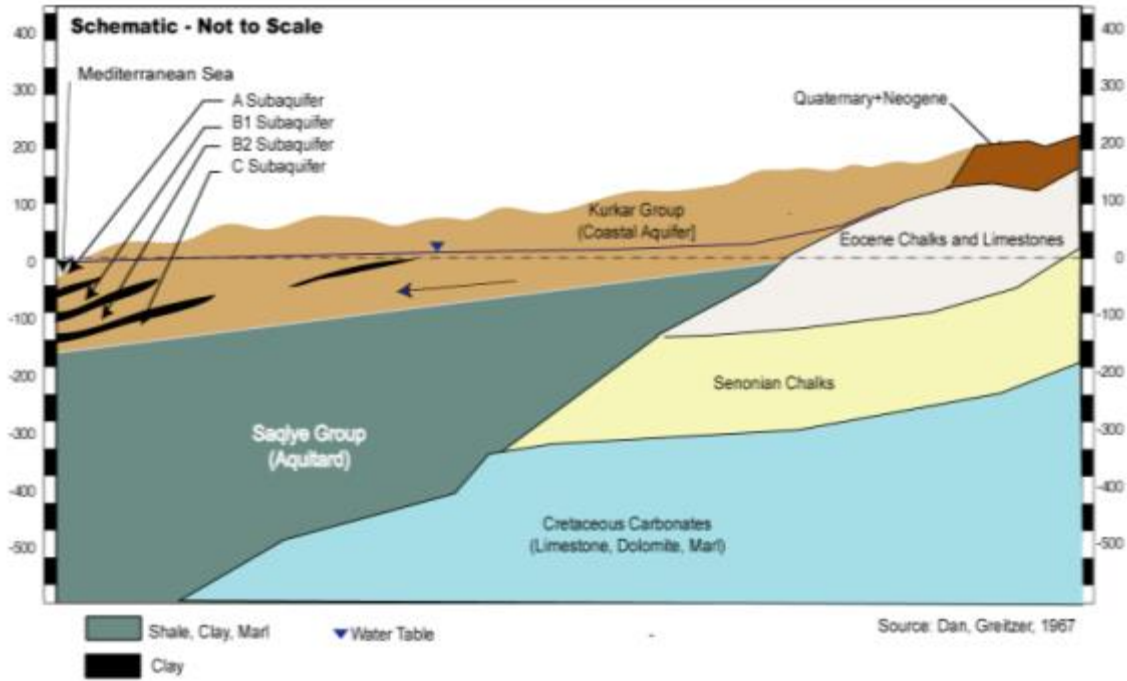 Schematic - Not to Scale
400
300
200
100
0
-100
-200
-300
-400
-500
400
300
200
100
0
-100
-200
-300
-400
-500
Mediterranean Sea
A Subaquifer
B1 Subaquifer
B2 Subaquifer
C Subaquifer
Quaternary+Neogene
Kurkar Group
(Coastal Aquifer]
Eocene Chalks and Limestones
Senonian Chalks
Saqiye Group
(Aquitard)
Cretaceous Carbonates
(Limestone, Dolomite, Marl)
Shale, Clay, Marl
Water Table
Clay
Source: Dan, Greitzer, 1967